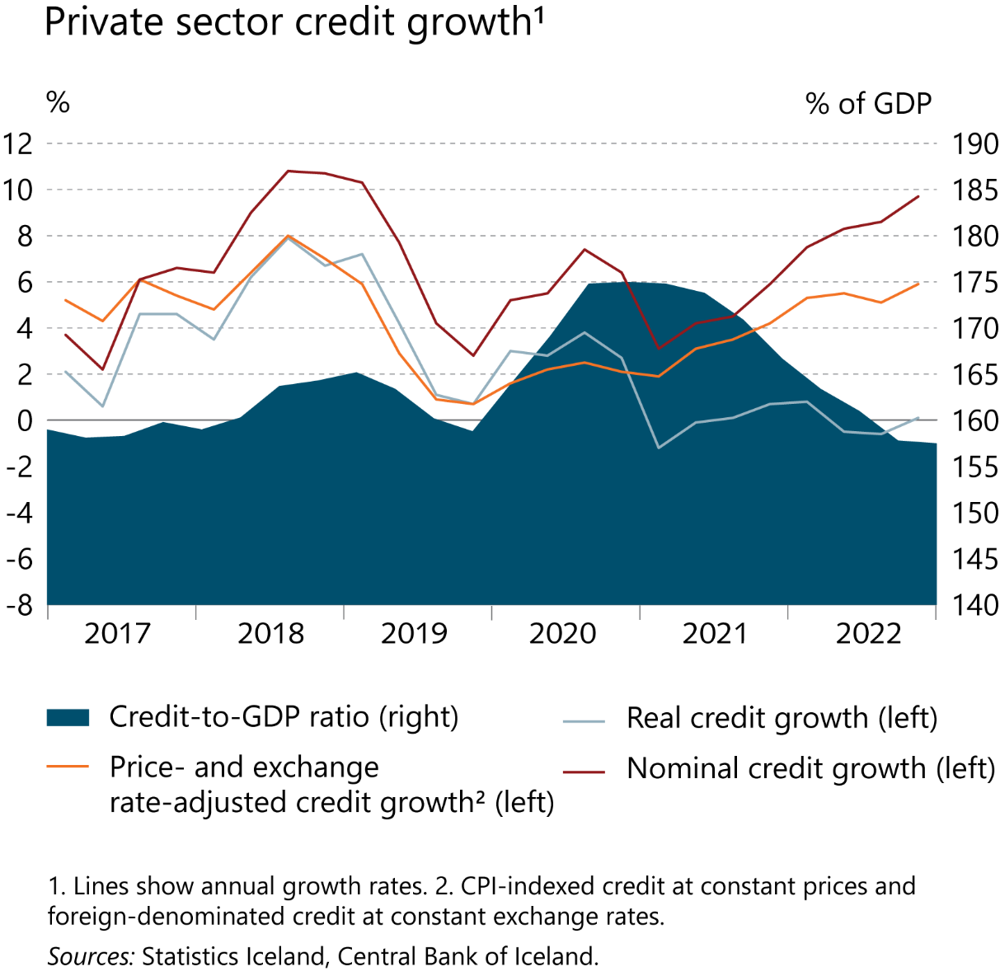 Private sector credit growth¹
%
% of GDP
12
10
8
6
4
2
0
-2
-4
-6
-8
190
185
180
175
170
165
160
155
150
145
140
2017
2018
2019
2020
2021
2022
Credit-to-GDP ratio (right)
Price- and exchange
rate-adjusted credit growth² (left)
Real credit growth (left)
Nominal credit growth (left)
1. Lines show annual growth rates. 2. CPI-indexed credit at constant prices and
foreign-denominated credit at constant exchange rates.
Sources: Statistics Iceland, Central Bank of Iceland.